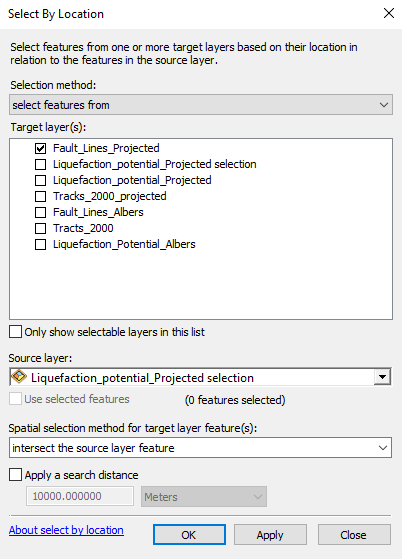 Select By Location
Select features from one or more target layers based on their location in
relation to the features in the source layer.
Selection method:
select features from
Target layer(s):
Fault_Lines_Projected
Liquefaction_potential_Projected selection
Liquefaction_potential_Projected
Tracks_2000_projected
Fault_Lines_Albers
Tracts_2000
Liquefaction_Potential_Albers
Only show selectable layers in this list
Source layer:
Liquefaction_potential_Projected selection
Use selected features (0 features selected)
Spatial selection method for target layer feature(s):
intersect the source layer feature
Apply a search distance
10000.000000 Meters
About select by location OK Apply Close